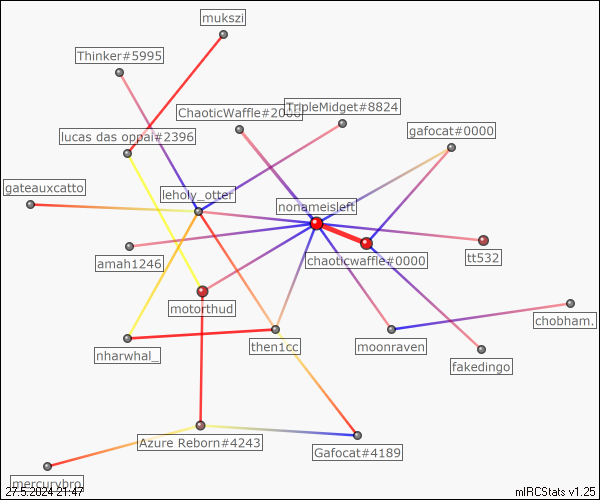 mukszi
Thinker#5995
TripleMidget#8824
ChaoticWaffle#20
gafocat#0000
lucas das oppai#2396
gateauxcatto
leholy_otter
nonameisleft
amah1246
chaoticwaffle#0000
tt532
motorthud
chobham.
nharwhal_
then1cc
moonraven
fakedingo
Azure Reborn#4243
Gafocat#4189
mercurybro
27.5.2024 21:47
mIRCStats v1.25